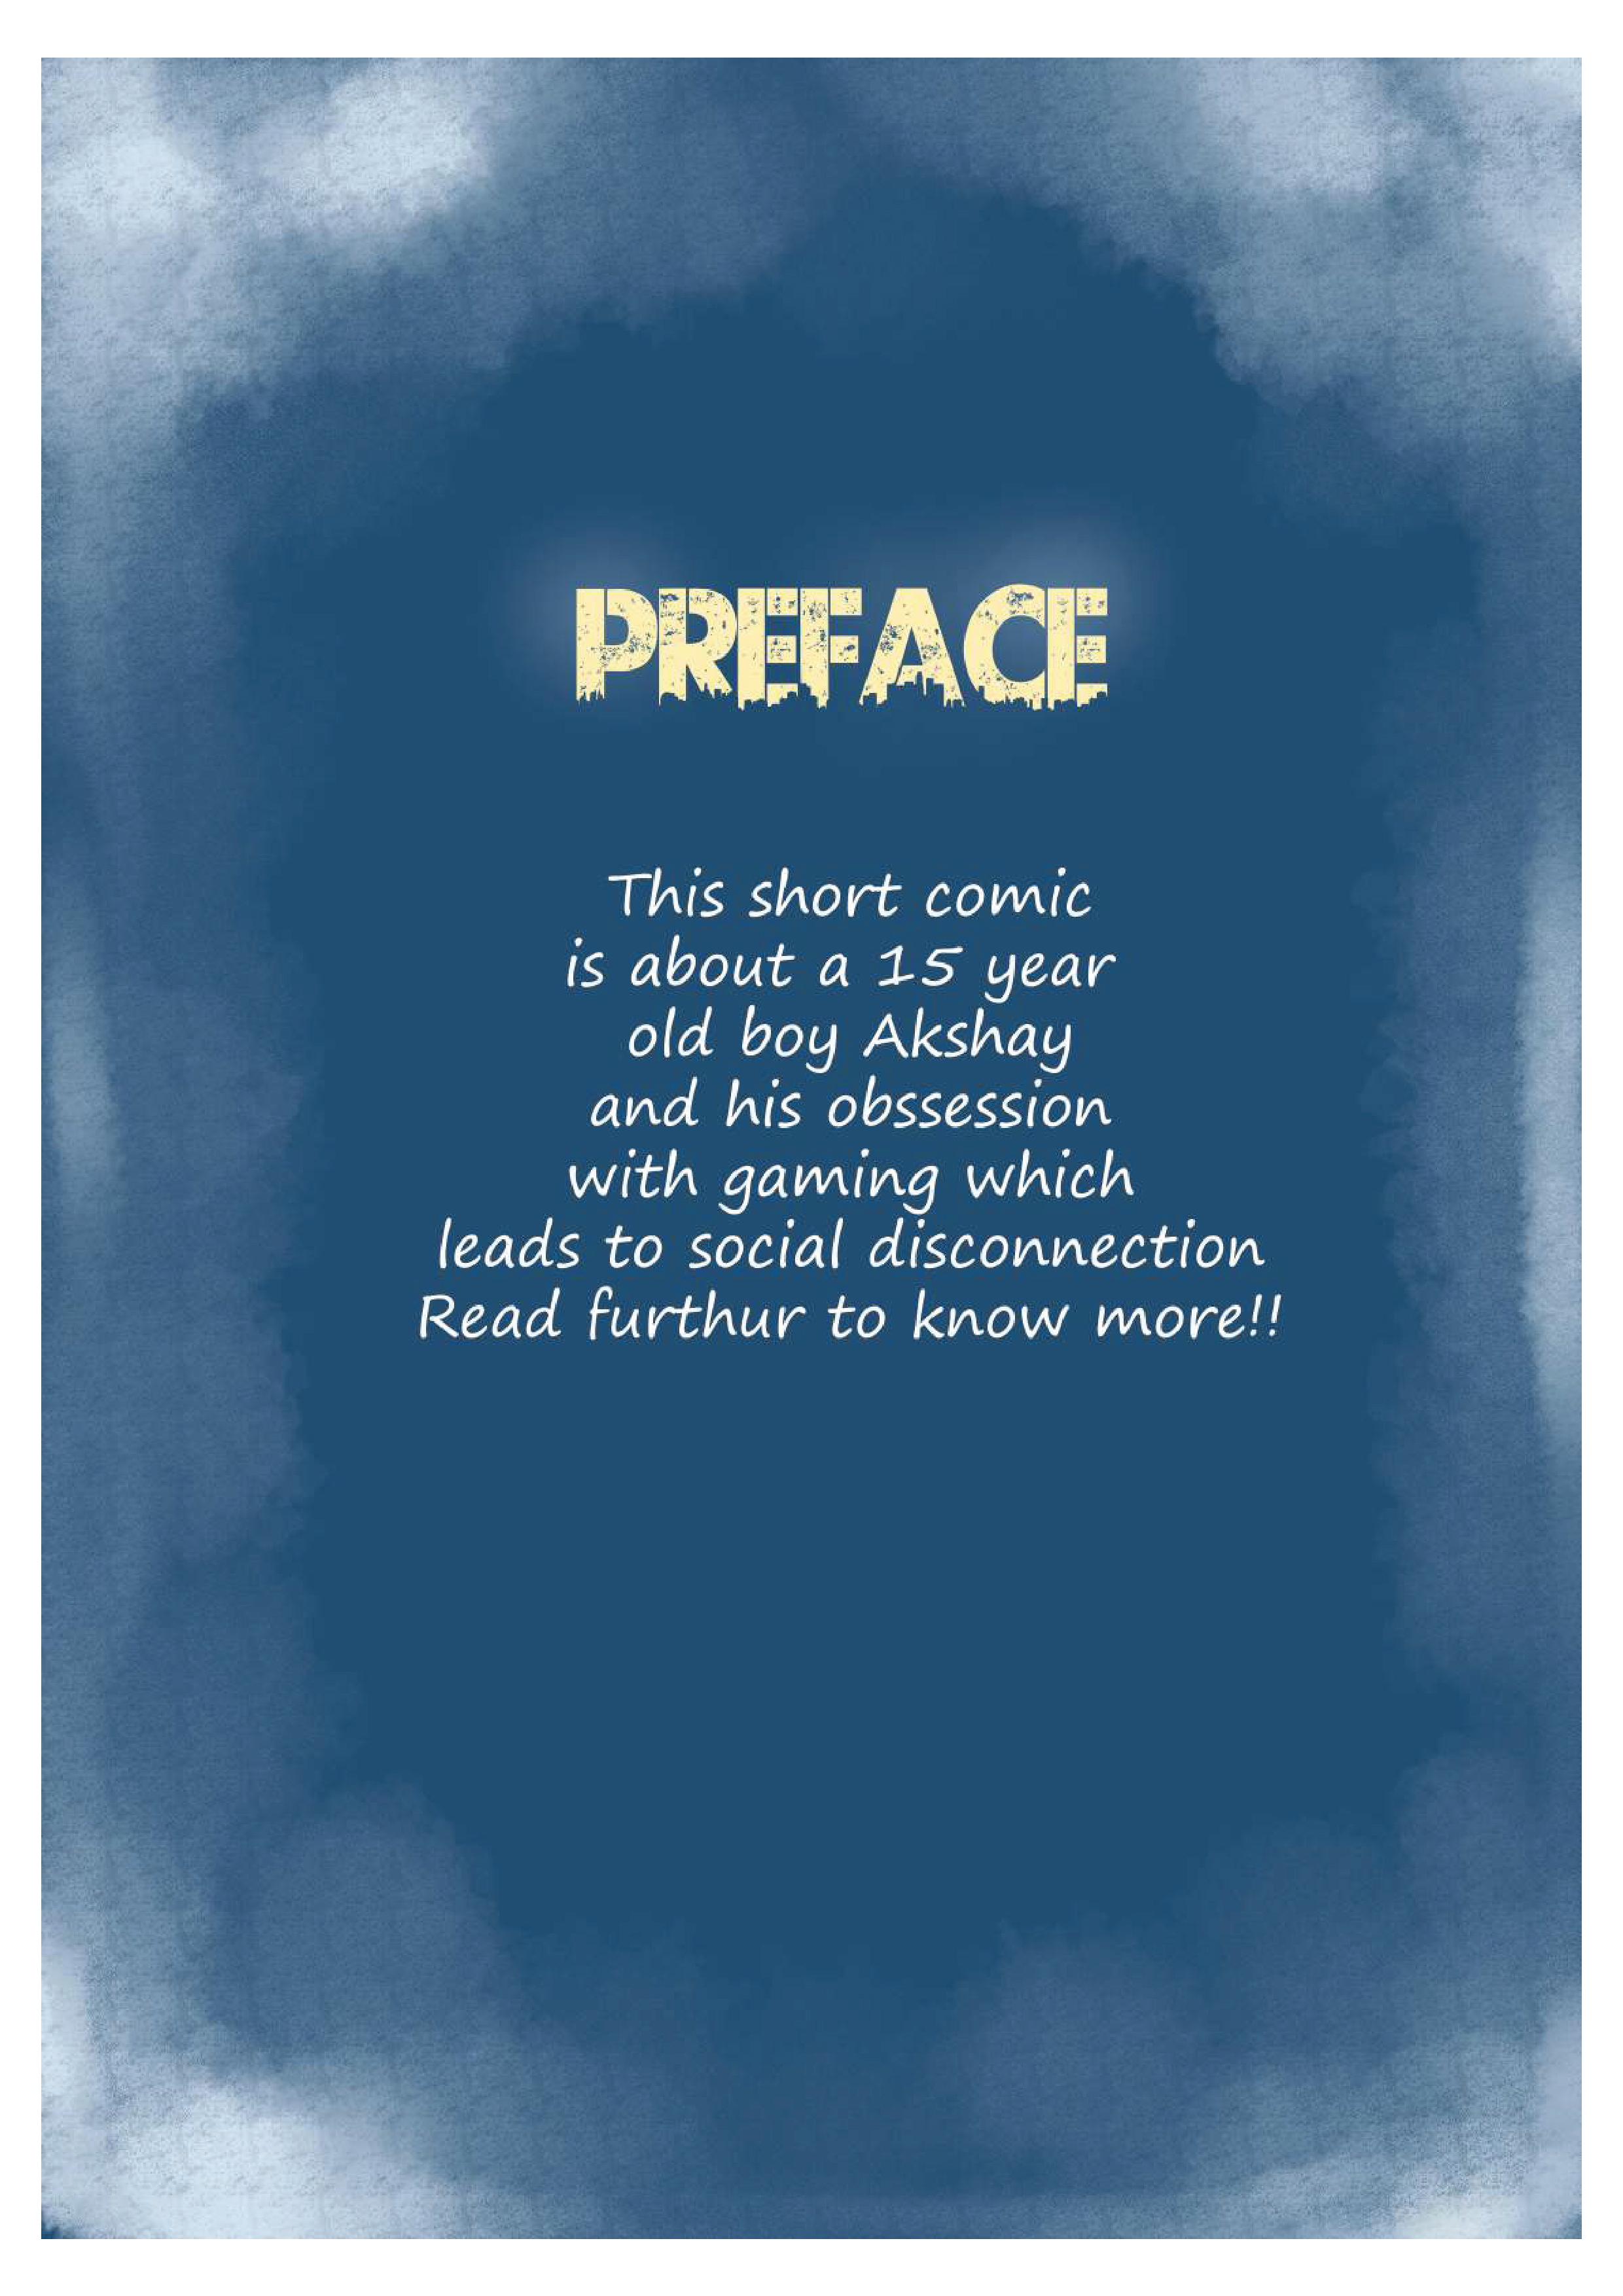 PREFACE
This short comic
is about a 15 year
old boy Akshay
and his obssession
with gaming which
leads to social disconnection
Read furthur to know more!!